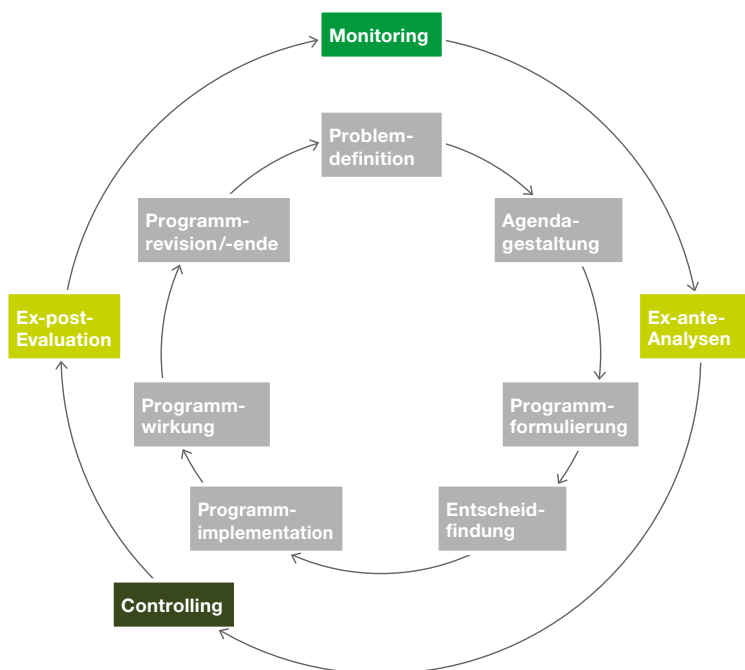 Monitoring
Problem-
definition
Programm-
revision/-ende
Agenda-
gestaltung
Ex-post-
Evaluation
Ex-ante-
Analysen
Programm-
wirkung
Programm-
formulierung
Programm-
implementation
Entscheid-
findung
Controlling